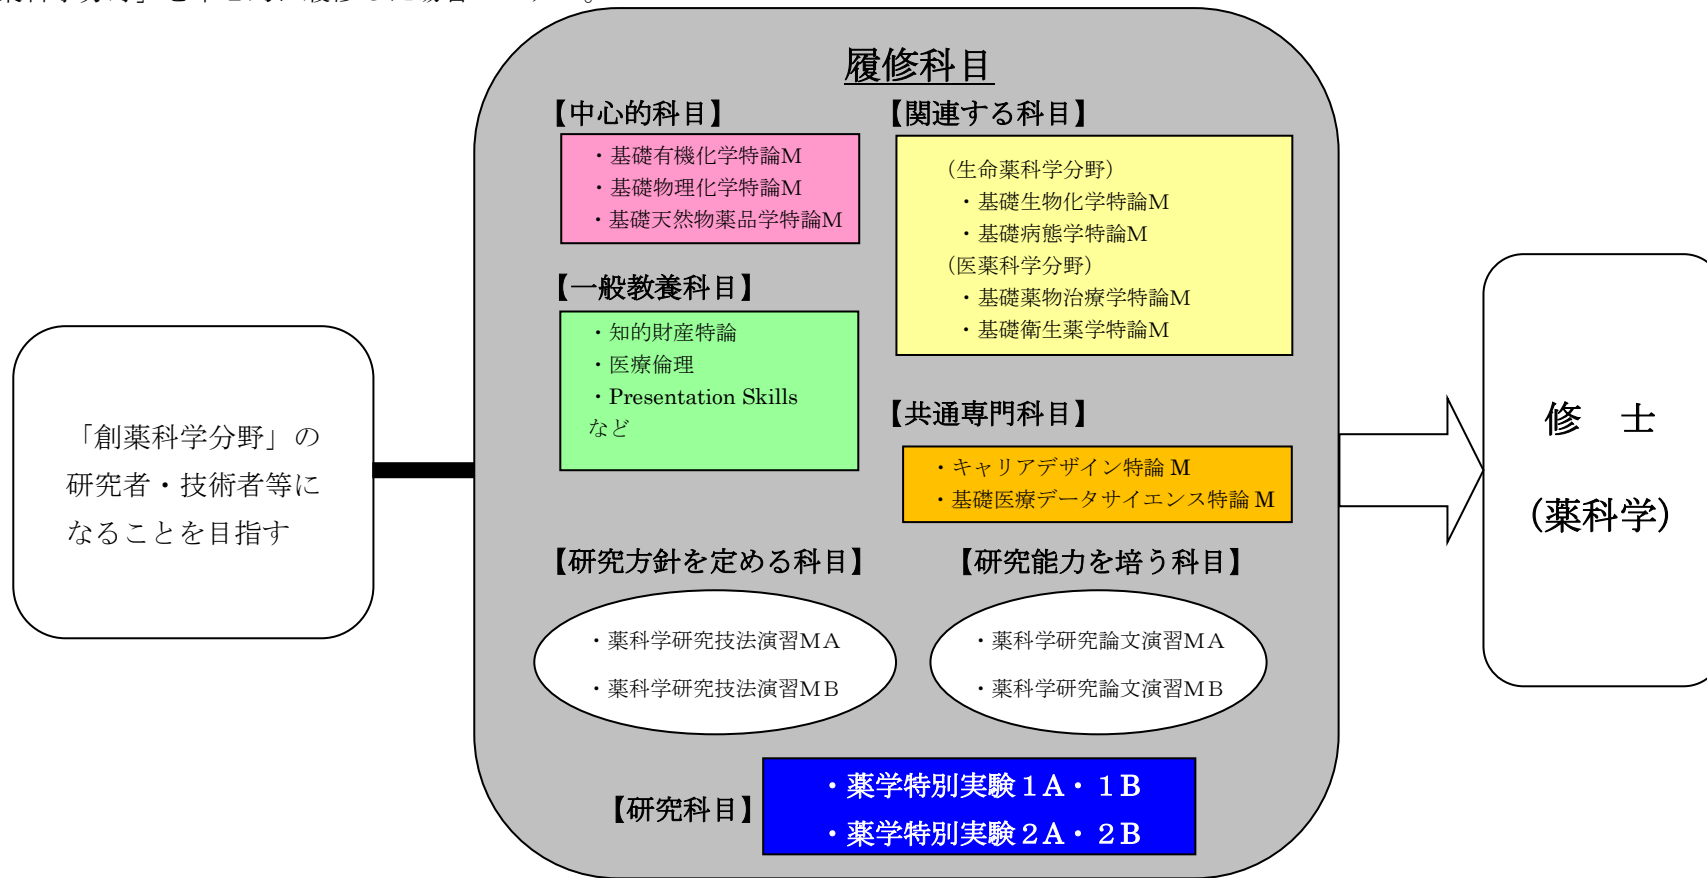 履修科目
【中心的科目】
・基礎有機化学特論M
・基礎物理化学特論M
・基礎天然物薬品学特論M
【関連する科目】
(生命薬科学分野)
・基礎生物化学特論M
・基礎病態学特論M
(医薬科学分野)
・基礎薬物治療学特論M
・基礎衛生薬学特論M
【一般教養科目】
・知的財産特論
・医療倫理
・Presentation Skills
など
【共通専門科目】
・キャリアデザイン特論 M
・基礎医療データサイエンス特論 M
「創薬科学分野」の
研究者・技術者等に
なることを目指す
【研究方針を定める科目】
・薬科学研究技法演習MA
・薬科学研究技法演習MB
【研究能力を培う科目】
・薬科学研究論文演習MA
・薬科学研究論文演習MB
【研究科目】
・薬学特別実験1A・1B
・薬学特別実験2A・2B
修 士
(薬科学)